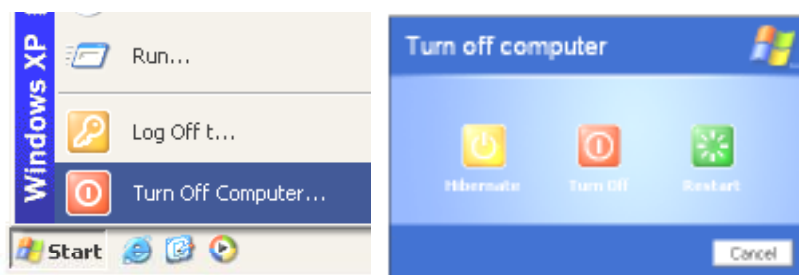 Windows XP
Run...
Log Off t...
Turn Off Computer...
Start
Turn off computer
Hibernate
Turn Off
Restart
Cancel